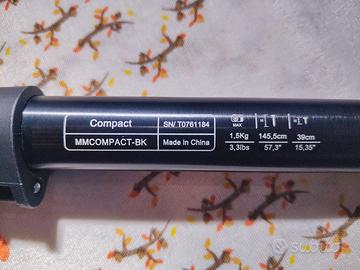 Compact
SN/ T0761184
MMCOMPACT-BK
Made in China
MAX
1,5Kg
145,5cm
39cm
3,3lbs
57,3"
15,35"
subito